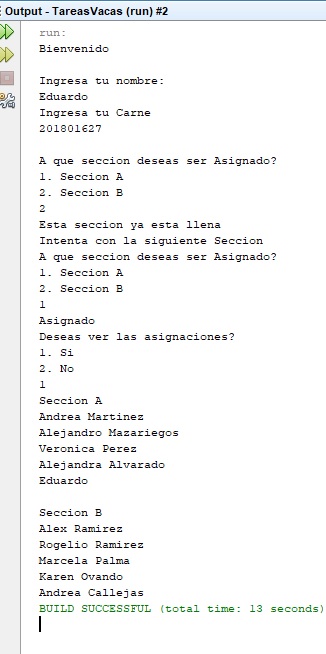 Output - TareasVacas (run) #2
run:
Bienvenido
Ingresa tu nombre:
Eduardo
Ingresa tu Carne
201801627
A que seccion deseas ser Asignado?
1. Seccion A
2. Seccion B
2
Esta seccion ya esta llena
Intenta con la siguiente Seccion
A que seccion deseas ser Asignado?
1. Seccion A
2. Seccion B
1
Asignado
Deseas ver las asignaciones?
1. Si
2. No
1
Seccion A
Andrea Martinez
Alejandro Mazariegos
Veronica Perez
Alejandra Alvarado
Eduardo
Seccion B
Alex Ramirez
Rogelio Ramirez
Marcela Palma
Karen Ovando
Andrea Callejas
BUILD SUCCESSFUL (total time: 13 seconds)